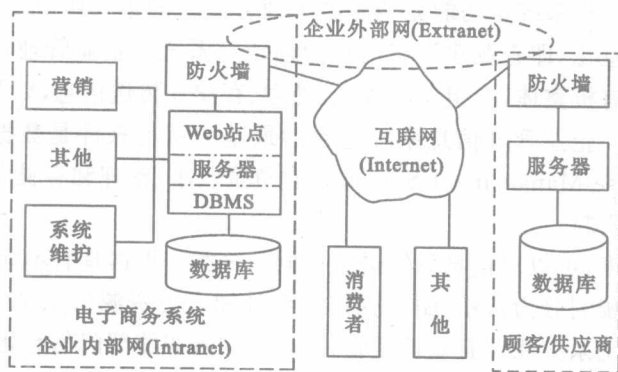 企业外部网(Extranet)
防火墙
营销
Web站点
服务器
DBMS
其他
系统
维护
数据库
电子商务系统
企业内部网(Intranet)
互联网
(Internet)
消费者
其他
防火墙
服务器
数据库
顾客/供应商